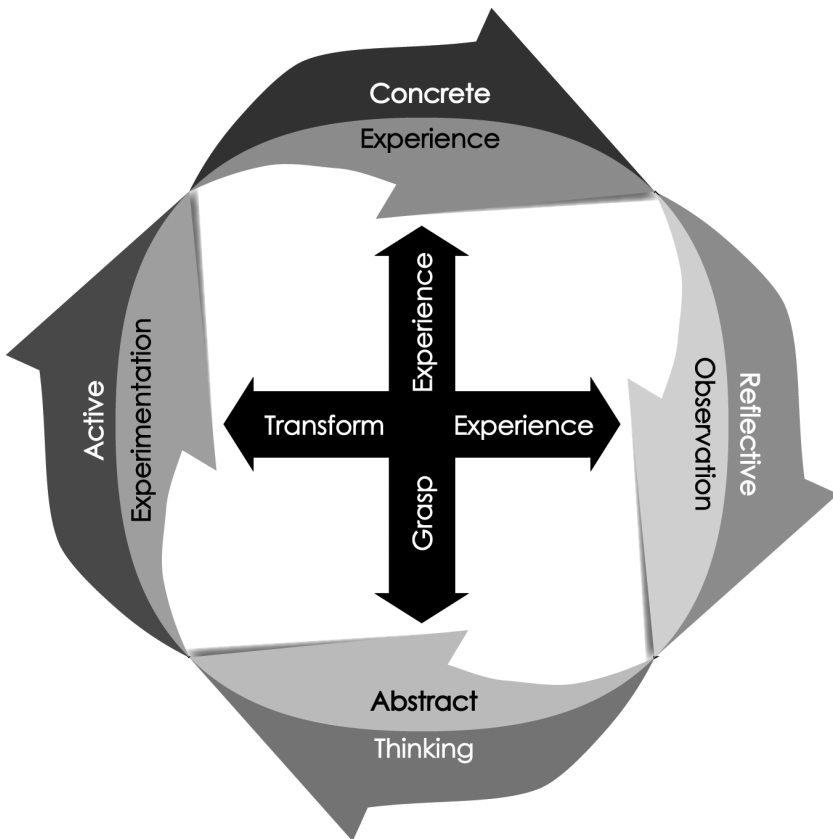 Concrete
Experience
Reflective
Observation
Abstract
Thinking
Active
Experimentation
Grasp Experience
Transform Experience